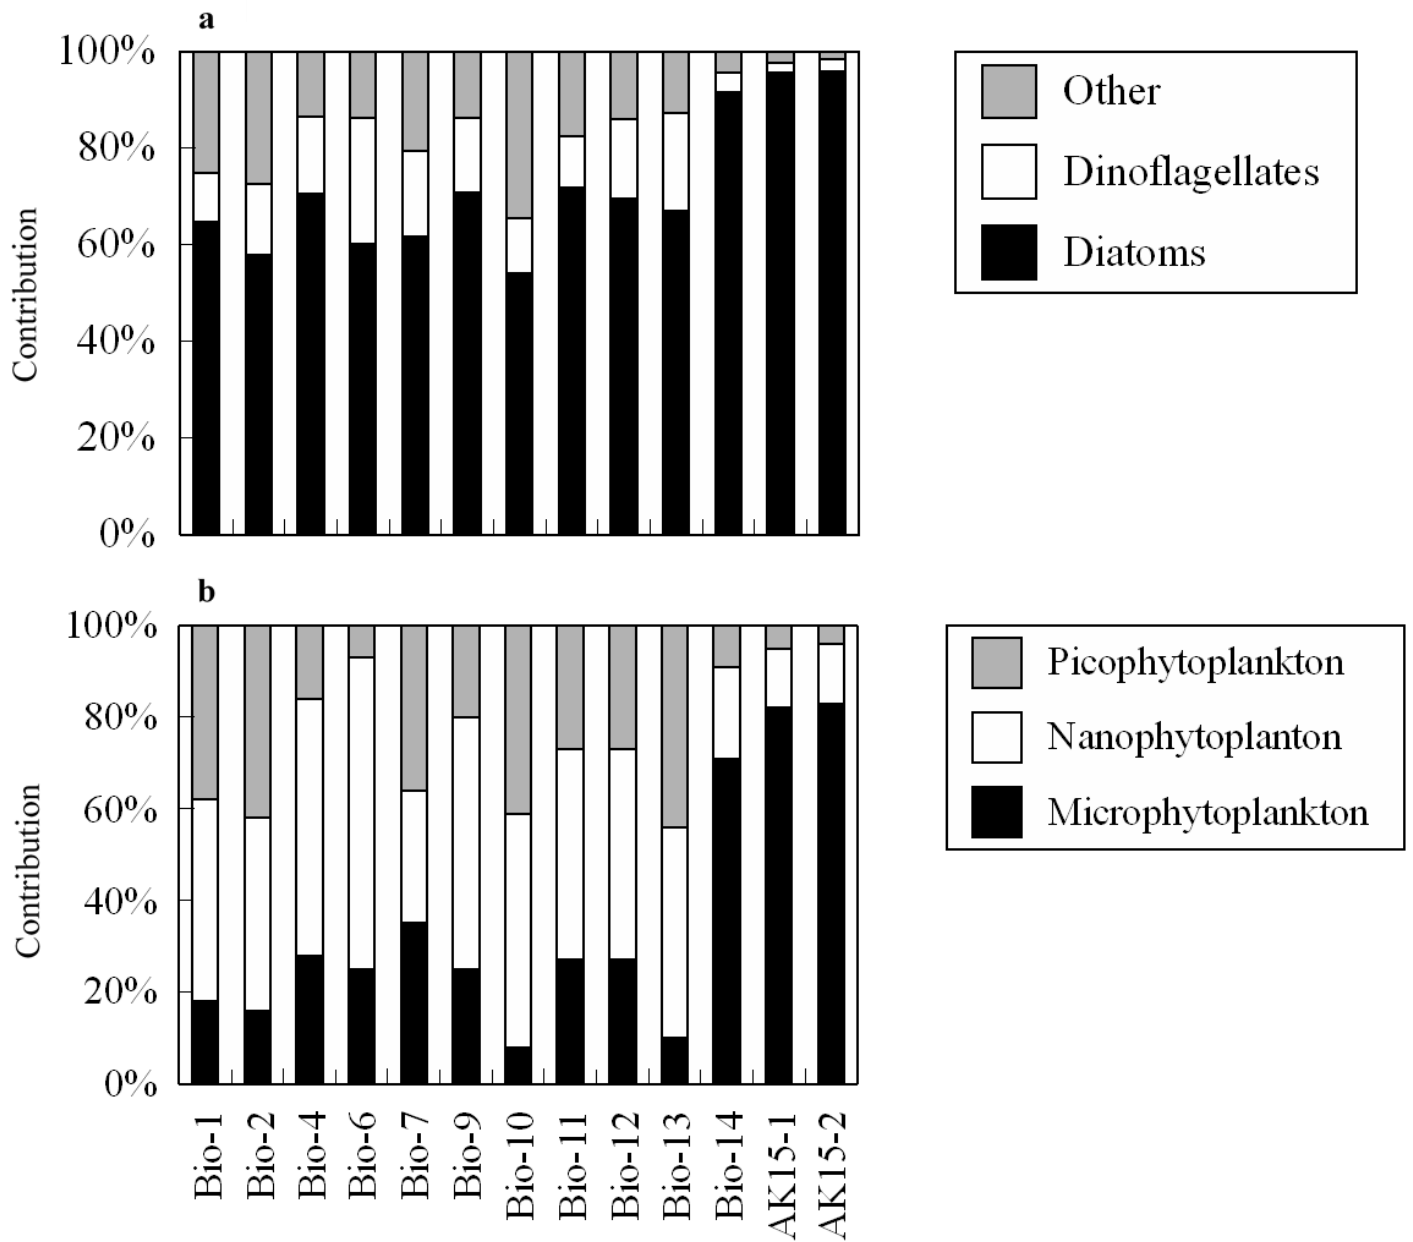 a
100%
80%
60%
40%
20%
0%
Contribution
Other
Dinoflagellates
Diatoms
b
100%
80%
60%
40%
20%
0%
Contribution
Picophytoplankton
Nanophytoplanton
Microphytoplankton
Bio-1
Bio-2
Bio-4
Bio-6
Bio-7
Bio-9
Bio-10
Bio-11
Bio-12
Bio-13
Bio-14
AK15-1
AK15-2